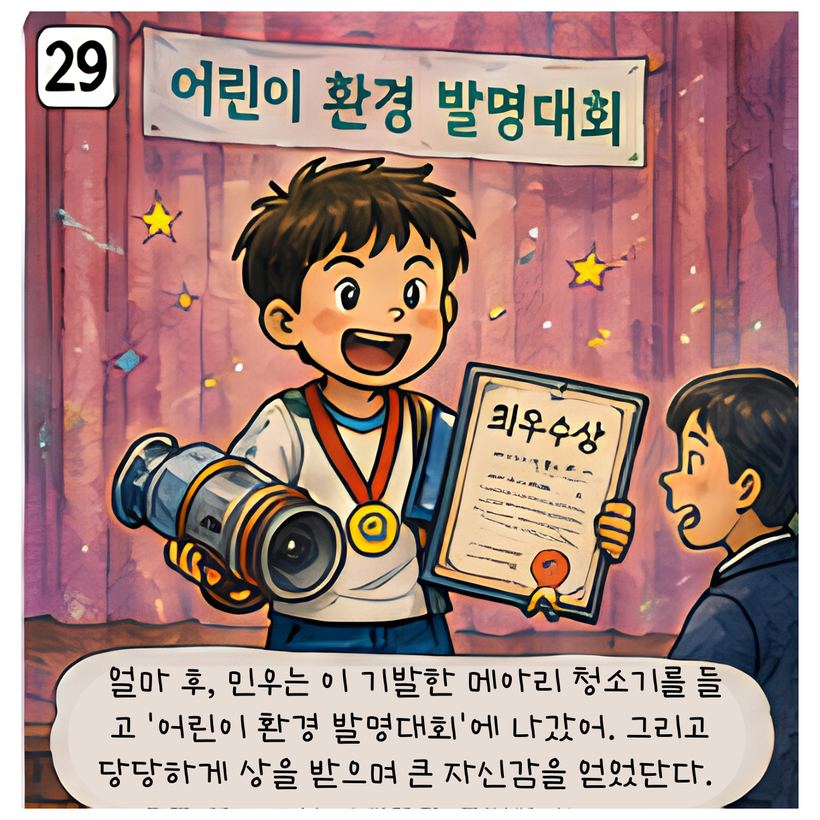 29
어린이 환경 발명대회
최우수상
얼마 후, 민우는 이 기발한 메아리 청소기를 들
고 '어린이 환경 발명대회'에 나갔어. 그리고
당당하게 상을 받으며 큰 자신감을 얻었단다.